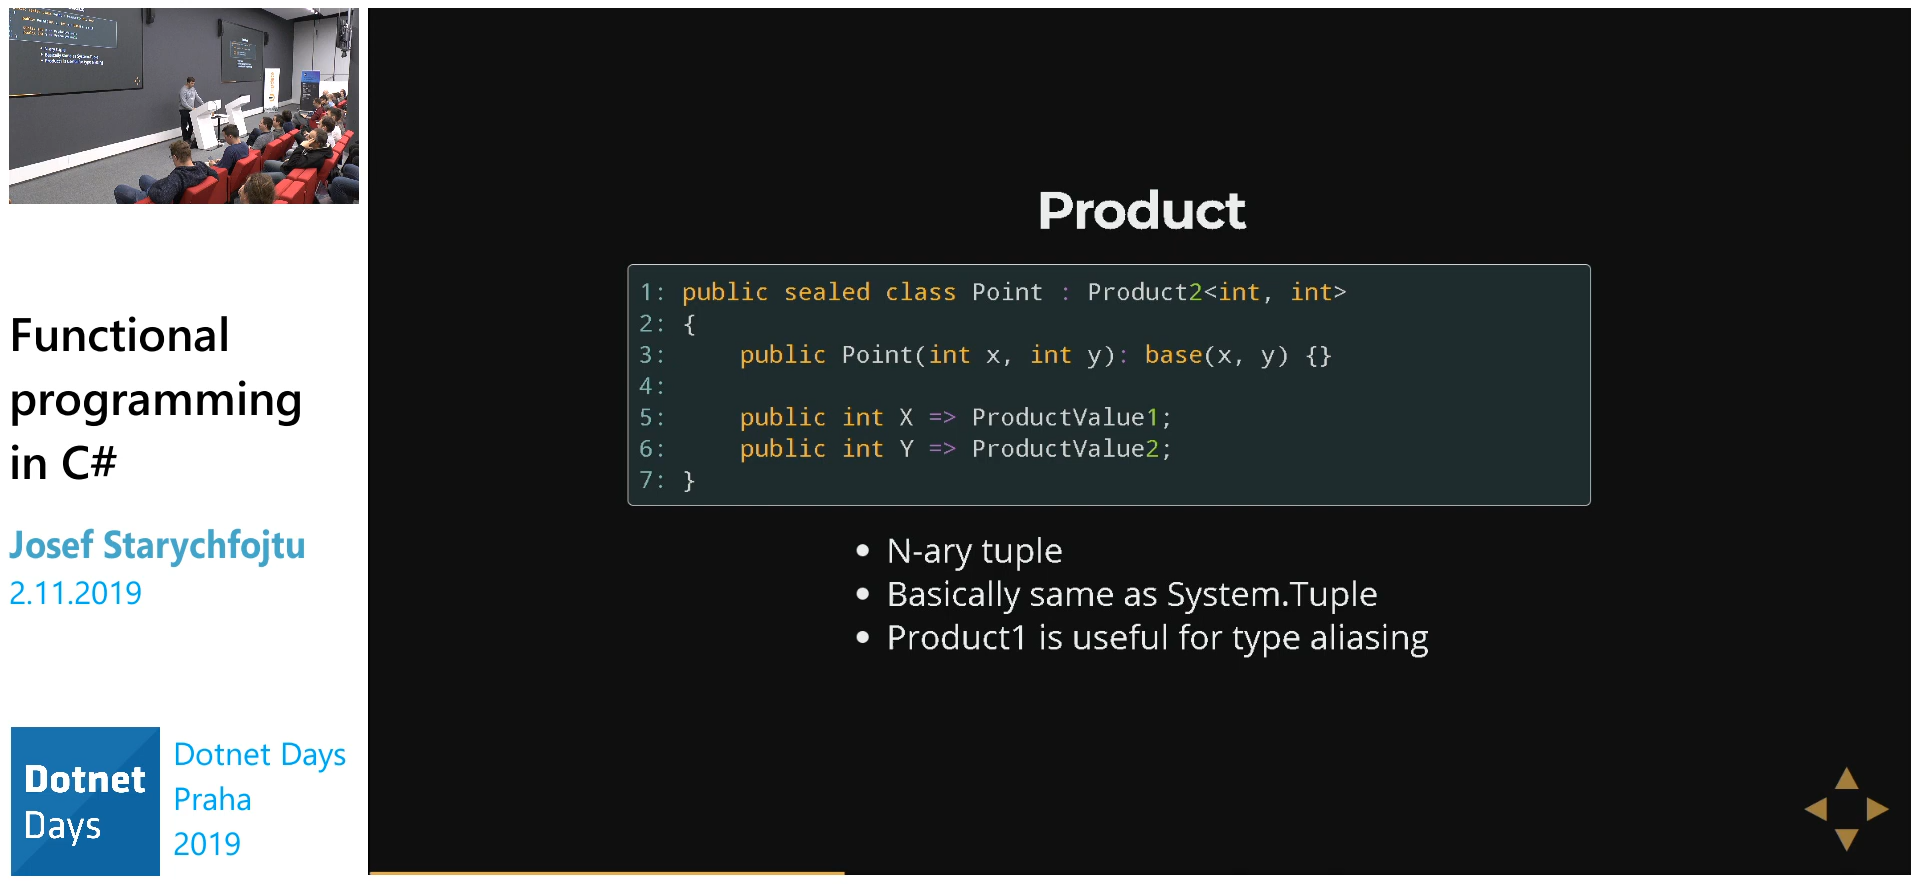 Functional
programming
in C#
Josef Starychfojtu
2.11.2019
Dotnet
Days
Dotnet Days
Praha
2019
Product
1: public sealed class Point : Product2<int, int>
2: {
3:     public Point(int x, int y): base(x, y) {}
4:
5:     public int X => ProductValue1;
6:     public int Y => ProductValue2;
7: }
• N-ary tuple
• Basically same as System.Tuple
• Product1 is useful for type aliasing